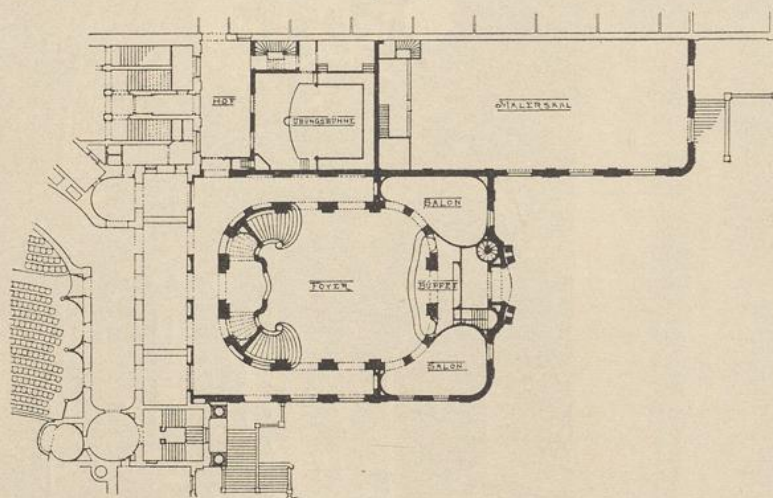 HOF
ÜBUNGSBÜHNE
MALERSAAL
SALON
FOYER
BÜFFET
SALON